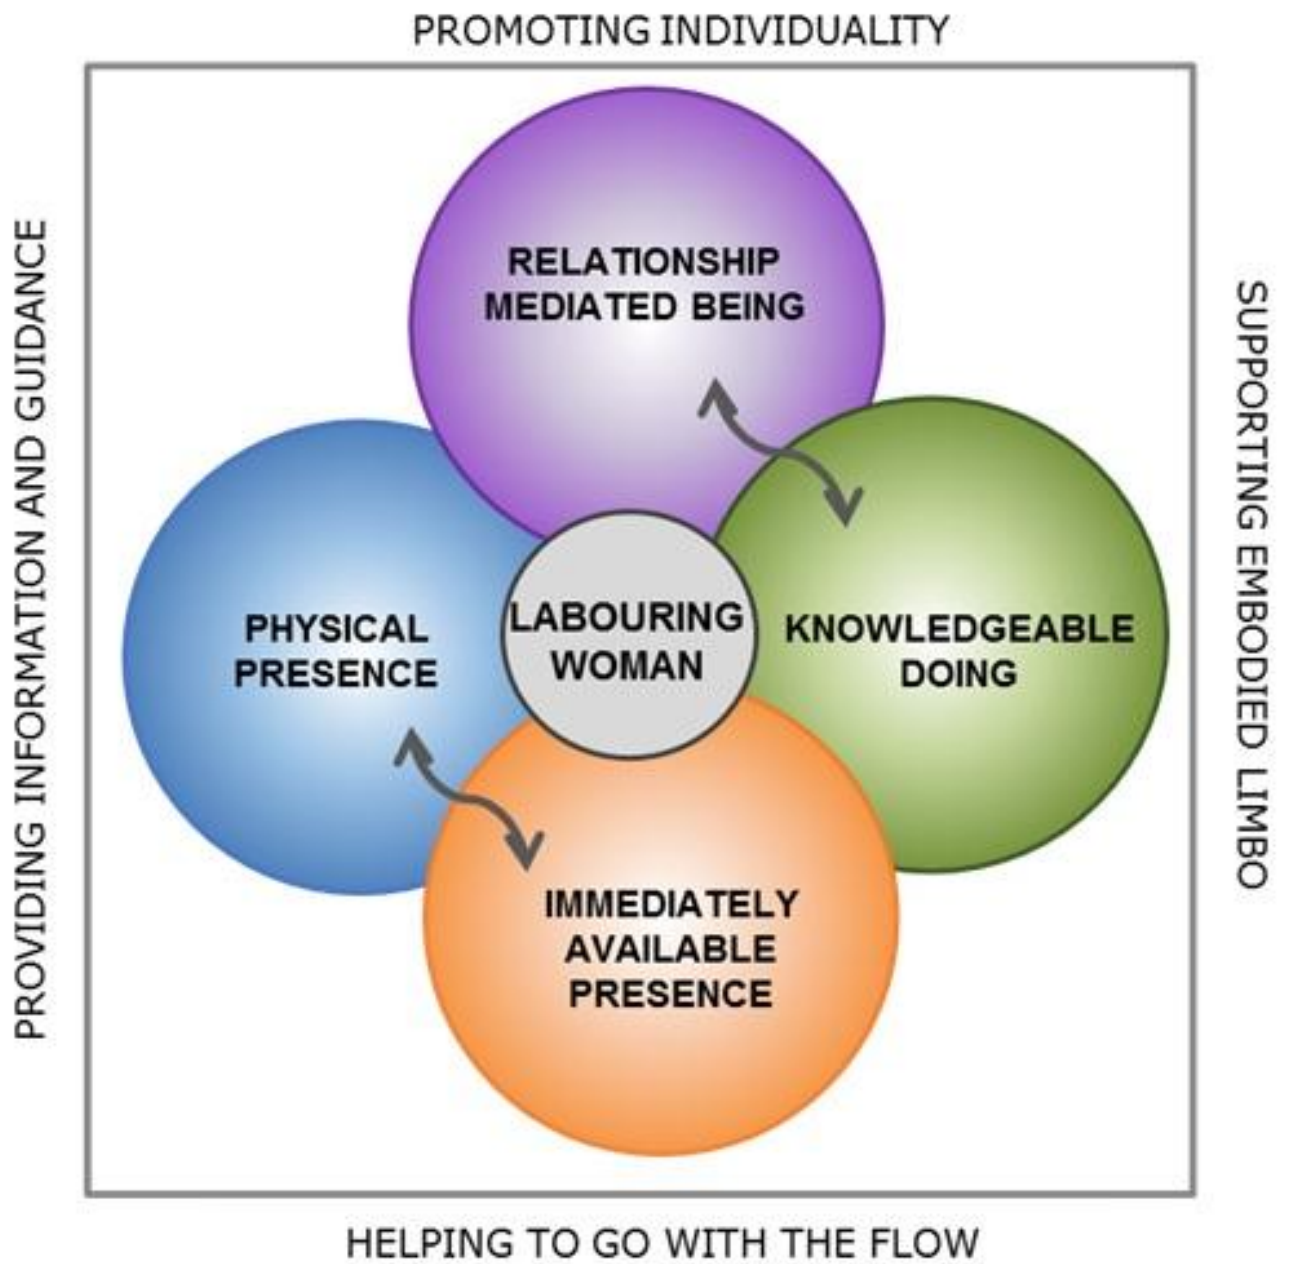 PROMOTING INDIVIDUALITY
PROVIDING INFORMATION AND GUIDANCE
RELATIONSHIP
MEDIATED BEING
PHYSICAL
PRESENCE
LABOURING
WOMAN
KNOWLEDGEABLE
DOING
IMMEDIATELY
AVAILABLE
PRESENCE
SUPPORTING EMBODIED LIMBO
HELPING TO GO WITH THE FLOW